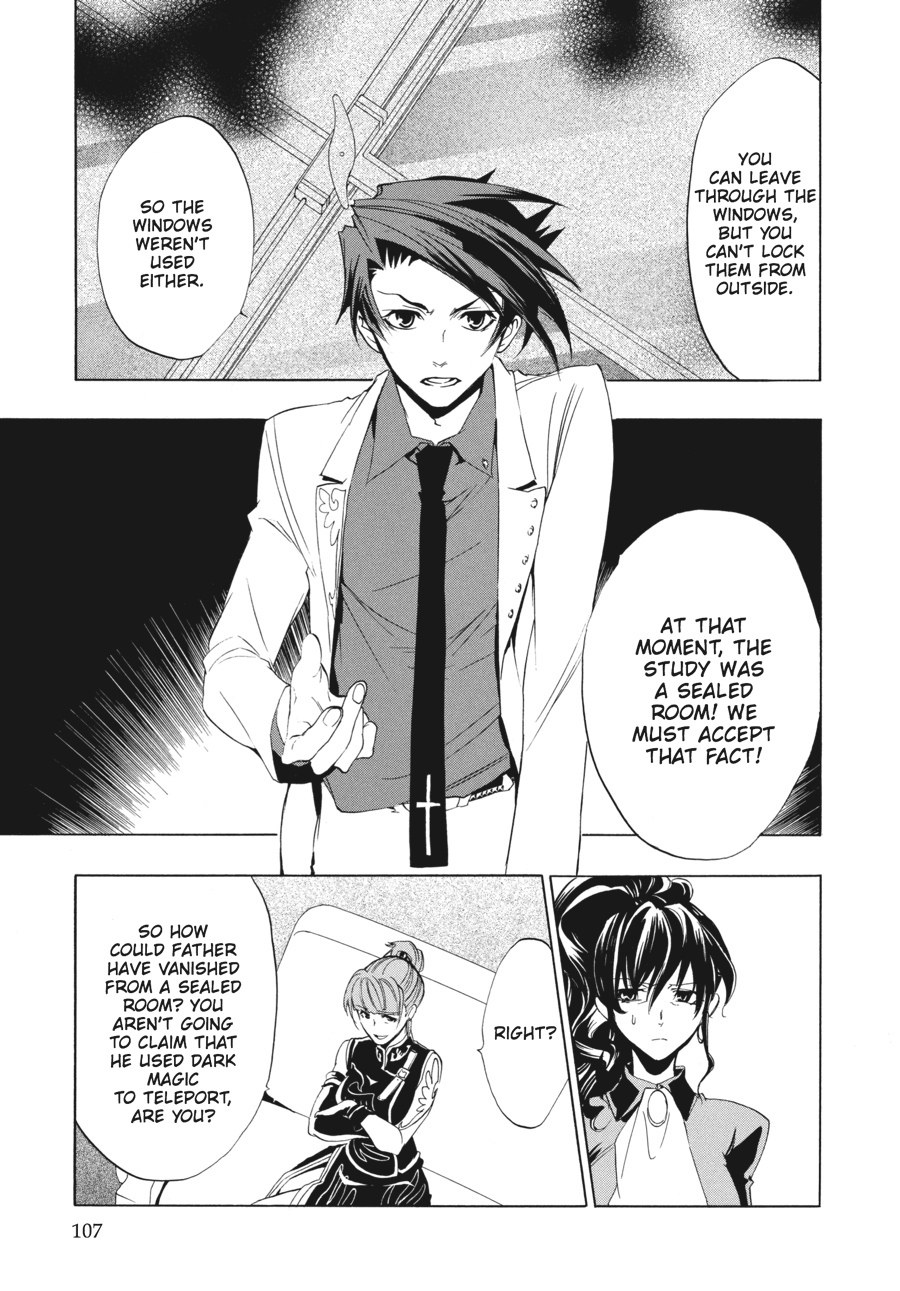 YOU
CAN LEAVE
THROUGH THE
WINDOWS,
BUT YOU
CAN'T LOCK
THEM FROM
OUTSIDE.
SO THE
WINDOWS
WEREN'T
USED
EITHER.
AT THAT
MOMENT, THE
STUDY WAS
A SEALED
ROOM! WE
MUST ACCEPT
THAT FACT!
RIGHT?
SO HOW
COULD FATHER
HAVE VANISHED
FROM A SEALED
ROOM? YOU
AREN'T GOING
TO CLAIM THAT
HE USED DARK
MAGIC
TO TELEPORT,
ARE YOU?
107